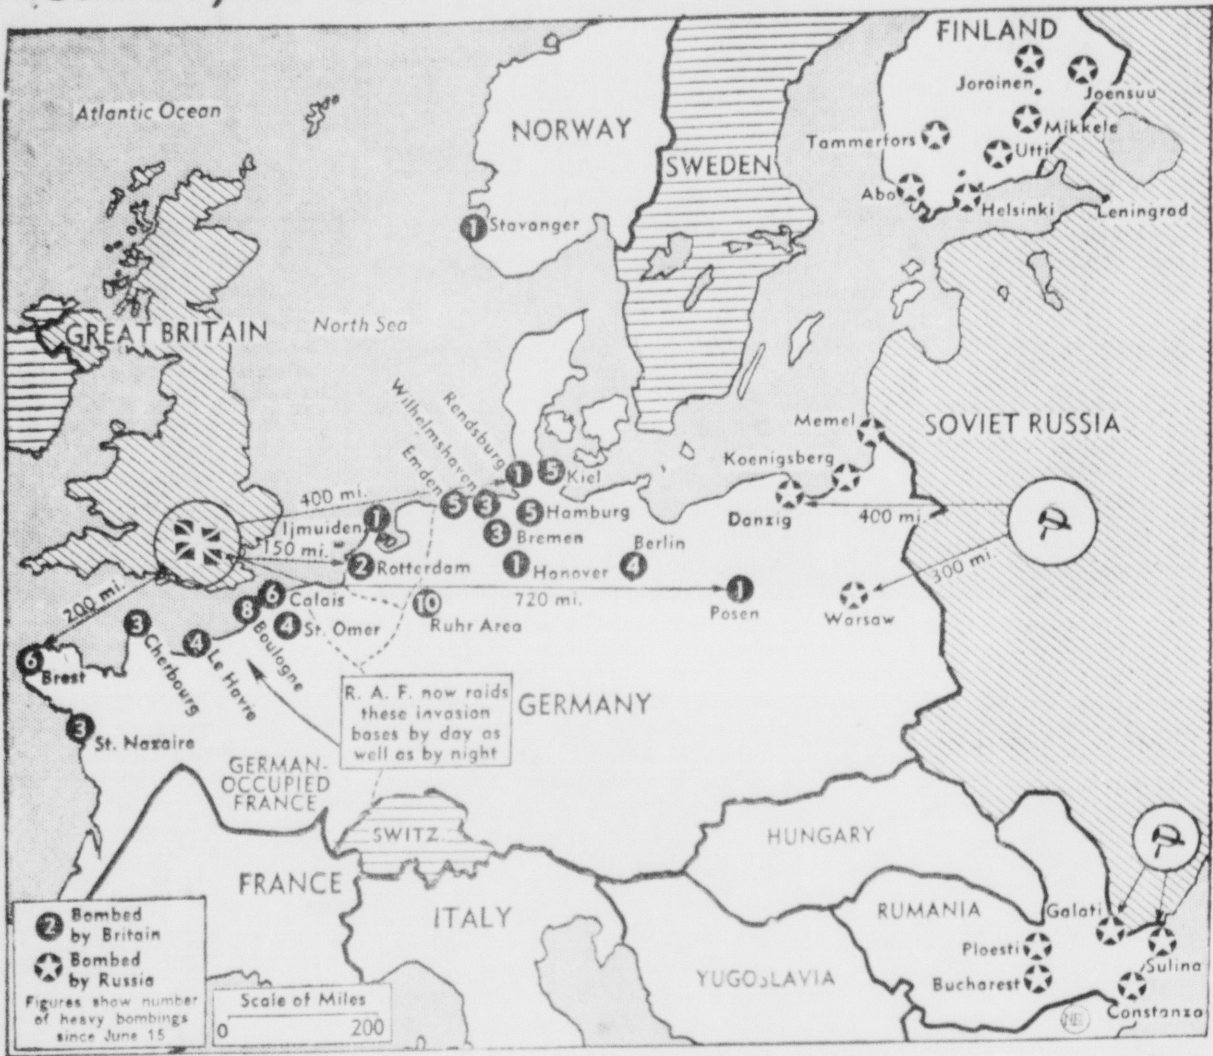 FINLAND
Joroinen
Joensuu
Mikkele
Tammerfors
Utti
Abo
Helsinki
Leningrad
Atlantic Ocean
NORWAY
SWEDEN
1 Stavanger
GREAT BRITAIN
North Sea
SOVIET RUSSIA
Memel
Koenigsberg
Danzig
400 mi.
300 mi.
Warsaw
Rendsburg
1
5 Kiel
Wilhelmshaven
3
Emden
5
400 mi.
Ijmuiden
1
5 Hamburg
3 Bremen
150 mi.
2 Rotterdam
1 Hanover
Berlin
4
720 mi.
1
Posen
6 Calais
8
Boulogne
4 St. Omer
10
Ruhr Area
200 mi.
6
Brest
3
Cherbourg
4
Le Havre
3
St. Nazaire
R. A. F. now raids
these invasion
bases by day as
well as by night
GERMANY
GERMAN-
OCCUPIED
FRANCE
SWITZ.
HUNGARY
FRANCE
ITALY
RUMANIA
Galati
Ploesti
Sulina
Bucharest
Constanza
YUGOSLAVIA
2 Bombed
by Britain
Bombed
by Russia
Figures show number
of heavy bombings
since June 15
Scale of Miles
0 200